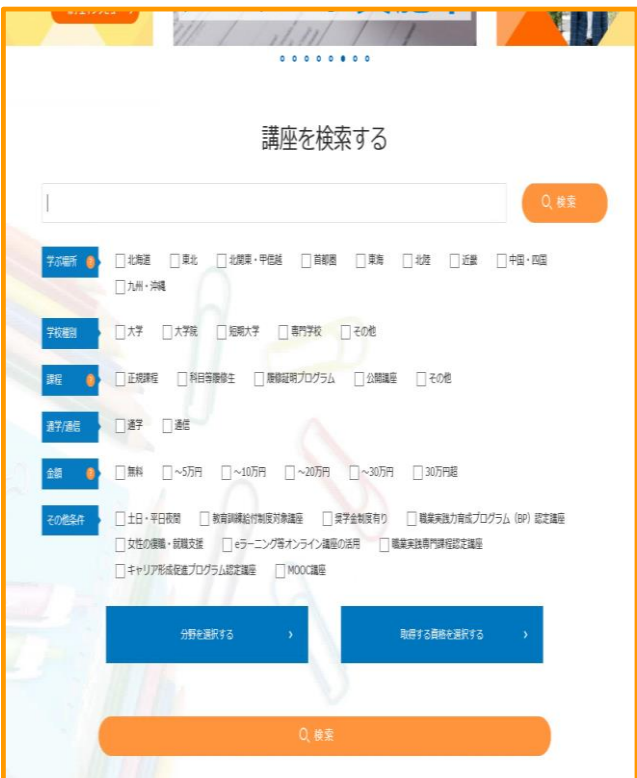 講座を検索する
検索
学ぶ場所 北海道 東北 北関東・甲信越 首都圏 東海 北陸 近畿 中国・四国
九州・沖縄
学校種別 大学 大学院 短期大学 専門学校 その他
課程 正規課程 科目等履修生 履修証明プログラム 公開講座 その他
通学/通信 通学 通信
金額 無料 ～5万円 ～10万円 ～20万円 ～30万円 30万円超
その他条件 土日・平日夜間 教育訓練給付制度対象講座 奨学金制度有り 職業実践力育成プログラム（BP）認定講座
女性の復職・就職支援 eラーニング等オンライン講座の活用 職業実践専門課程認定講座
キャリア形成促進プログラム認定講座 MOOC講座
分野を選択する 取得する資格を選択する
検索